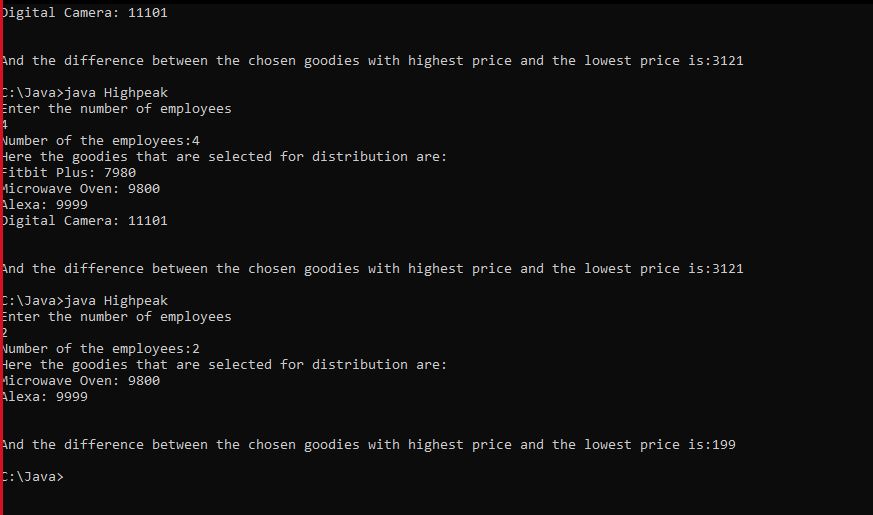 Digital Camera: 11101
And the difference between the chosen goodies with highest price and the lowest price is:3121
C:\Java>java Highpeak
Enter the number of employees
4
Number of the employees:4
Here the goodies that are selected for distribution are:
Fitbit Plus: 7980
Microwave Oven: 9800
Alexa: 9999
Digital Camera: 11101
And the difference between the chosen goodies with highest price and the lowest price is:3121
C:\Java>java Highpeak
Enter the number of employees
2
Number of the employees:2
Here the goodies that are selected for distribution are:
Microwave Oven: 9800
Alexa: 9999
And the difference between the chosen goodies with highest price and the lowest price is:199
C:\Java>